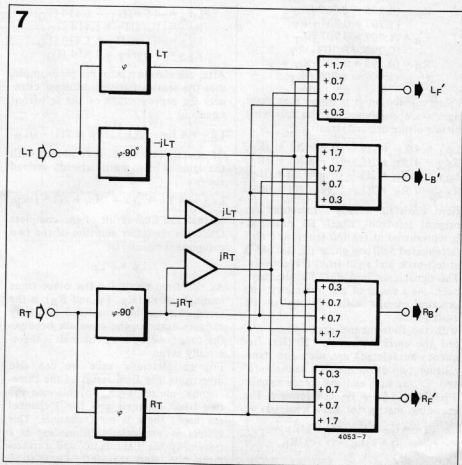 7
φ
L_T
L_T
φ-90°
-jL_T
jL_T
jR_T
R_T
φ-90°
-jR_T
φ
R_T
+ 1.7
+ 0.7
+ 0.7
+ 0.3
L_F'
+ 1.7
+ 0.7
+ 0.7
+ 0.3
L_B'
+ 0.3
+ 0.7
+ 0.7
+ 1.7
R_B'
+ 0.3
+ 0.7
+ 0.7
+ 1.7
R_F'
4053-7